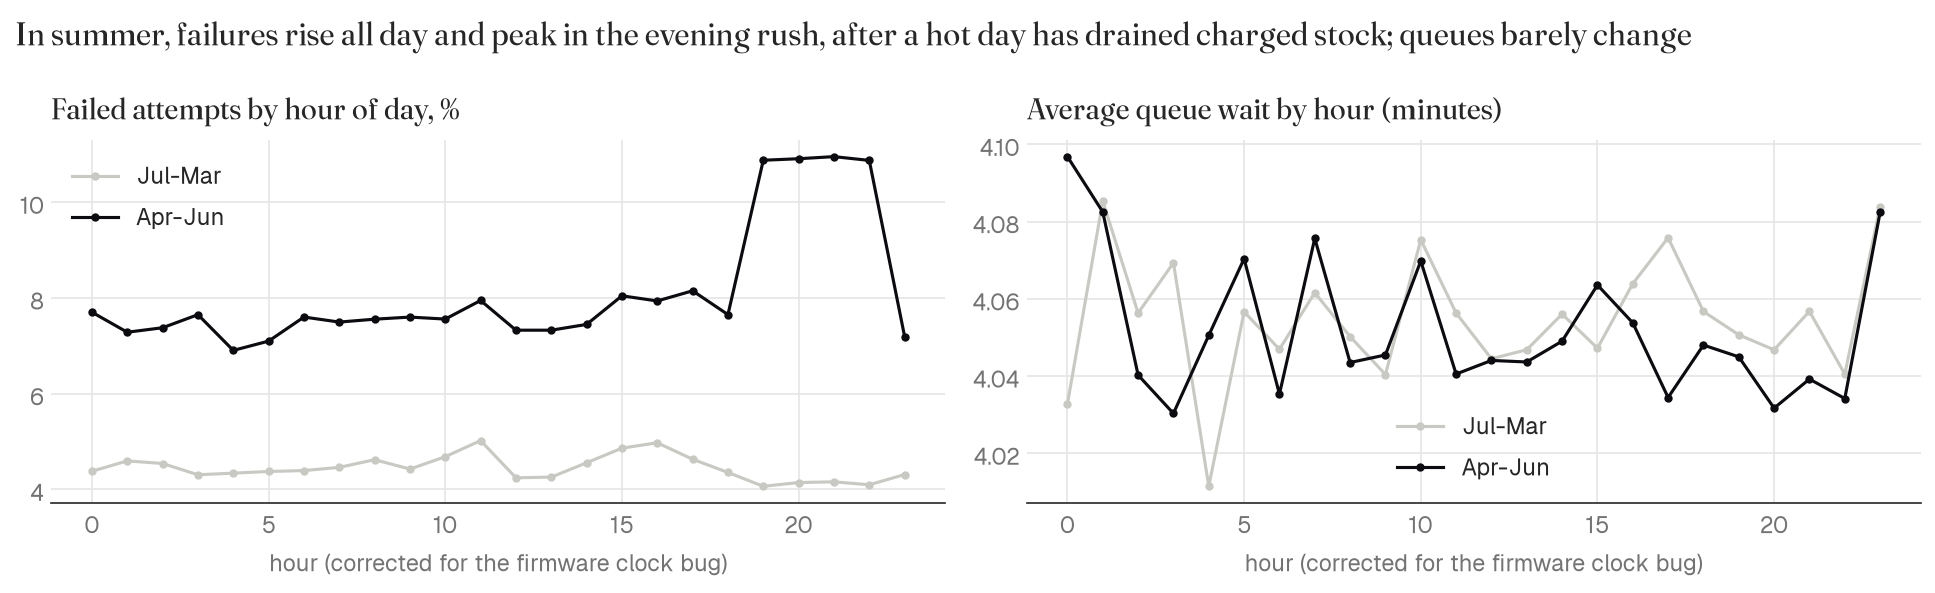 In summer, failures rise all day and peak in the evening rush, after a hot day has drained charged stock; queues barely change
Failed attempts by hour of day, %
Jul-Mar
Apr-Jun
10
8
6
4
0 5 10 15 20
hour (corrected for the firmware clock bug)
Average queue wait by hour (minutes)
4.10
4.08
4.06
4.04
4.02
Jul-Mar
Apr-Jun
0 5 10 15 20
hour (corrected for the firmware clock bug)